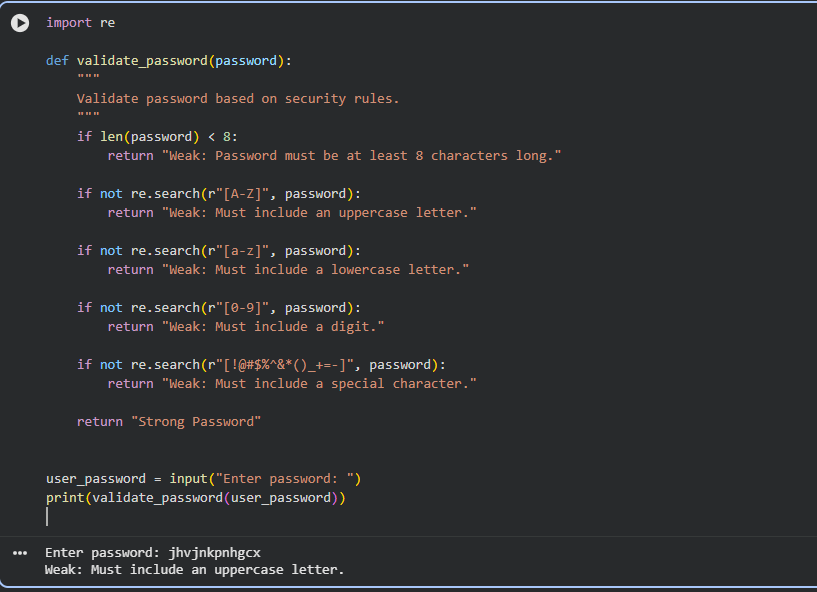 import re

def validate_password(password):
    """
    Validate password based on security rules.
    """
    if len(password) < 8:
        return "Weak: Password must be at least 8 characters long."

    if not re.search(r"[A-Z]", password):
        return "Weak: Must include an uppercase letter."

    if not re.search(r"[a-z]", password):
        return "Weak: Must include a lowercase letter."

    if not re.search(r"[0-9]", password):
        return "Weak: Must include a digit."

    if not re.search(r"[!@#$%^&*()_+=-]", password):
        return "Weak: Must include a special character."

    return "Strong Password"


user_password = input("Enter password: ")
print(validate_password(user_password))

Enter password: jhvjnkpnhgcx
Weak: Must include an uppercase letter.